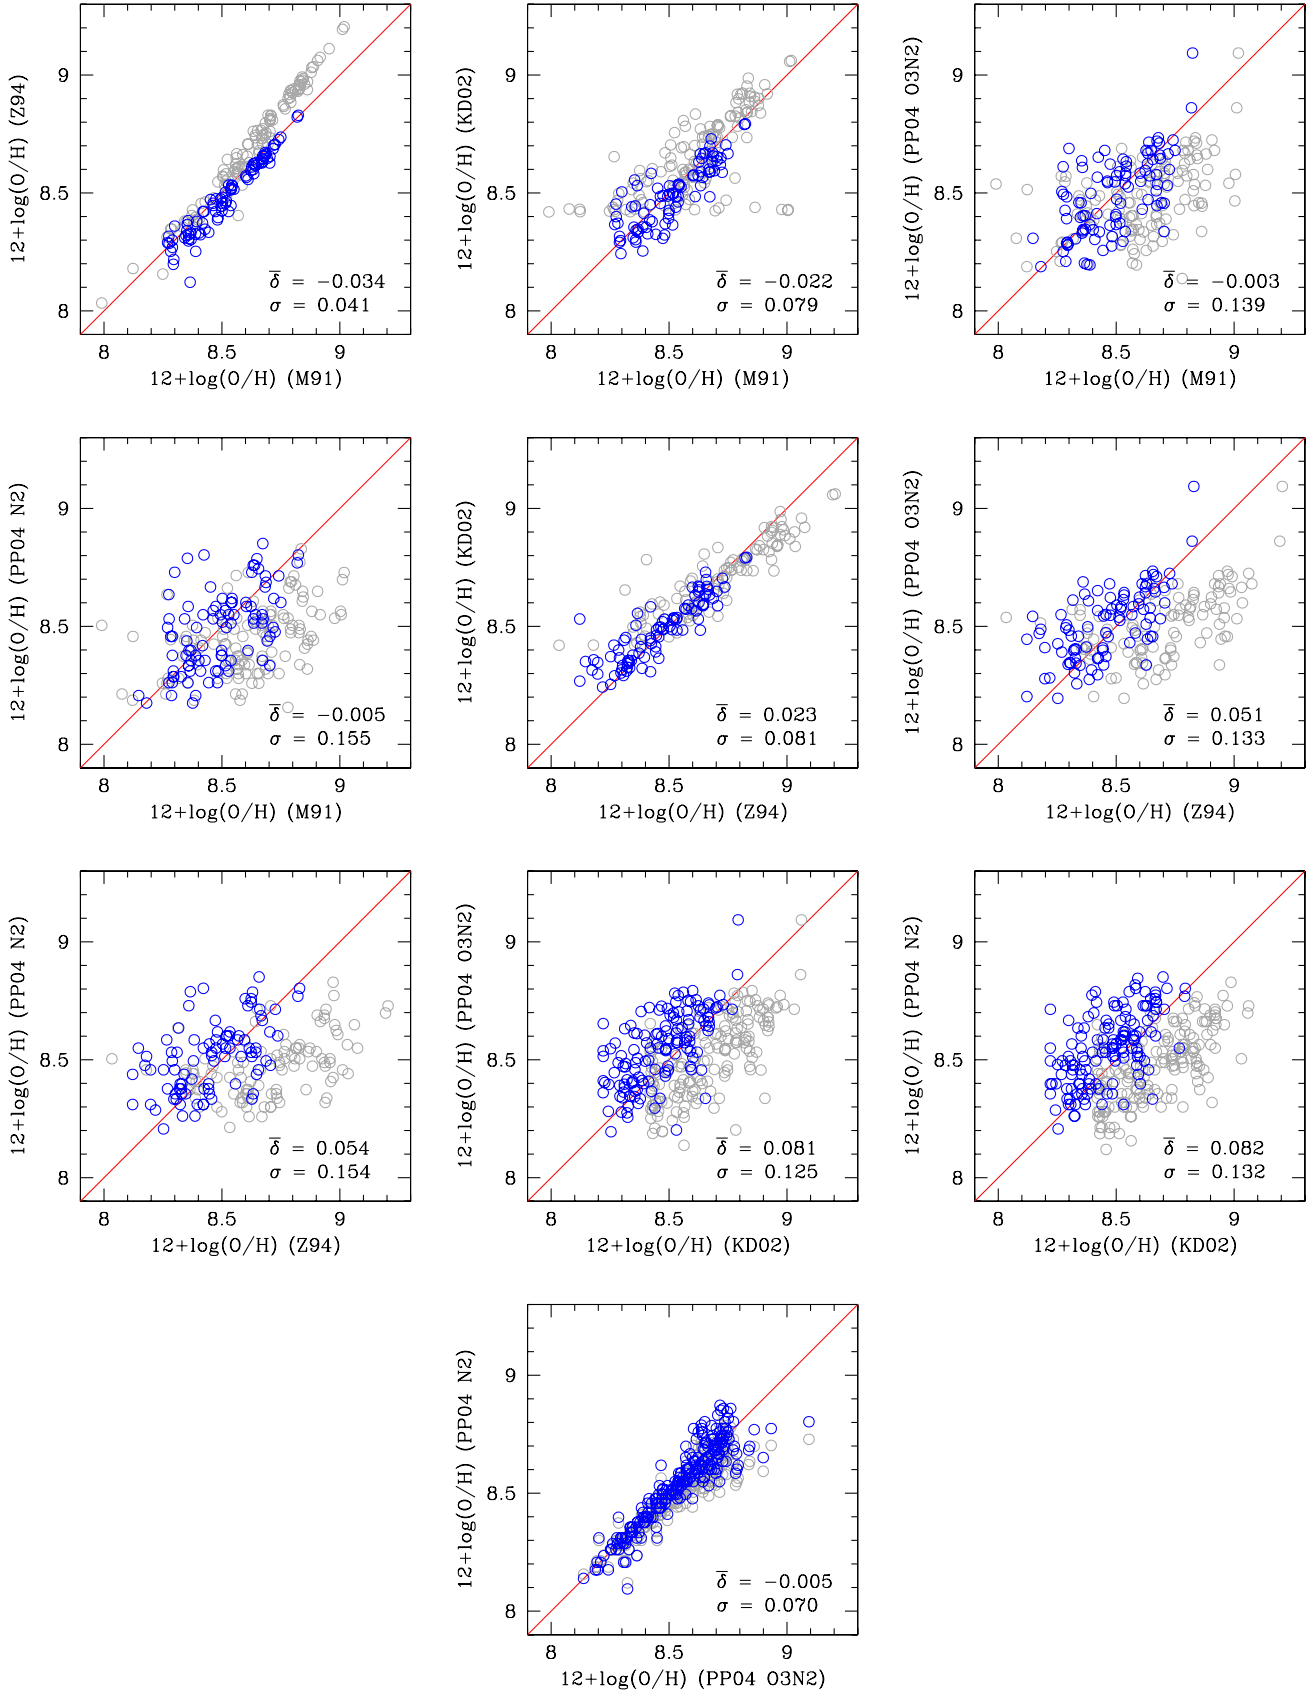 12+log(O/H) (Z94)
9
8.5
8
δ̅ = −0.034
σ = 0.041
8 8.5 9
12+log(O/H) (M91)
12+log(O/H) (KD02)
9
8.5
8
δ̅ = −0.022
σ = 0.079
8 8.5 9
12+log(O/H) (M91)
12+log(O/H) (PP04 O3N2)
9
8.5
8
δ̅ = −0.003
σ = 0.139
8 8.5 9
12+log(O/H) (M91)
12+log(O/H) (PP04 N2)
9
8.5
8
δ̅ = −0.005
σ = 0.155
8 8.5 9
12+log(O/H) (M91)
12+log(O/H) (KD02)
9
8.5
8
δ̅ = 0.023
σ = 0.081
8 8.5 9
12+log(O/H) (Z94)
12+log(O/H) (PP04 O3N2)
9
8.5
8
δ̅ = 0.051
σ = 0.133
8 8.5 9
12+log(O/H) (Z94)
12+log(O/H) (PP04 N2)
9
8.5
8
δ̅ = 0.054
σ = 0.154
8 8.5 9
12+log(O/H) (Z94)
12+log(O/H) (PP04 O3N2)
9
8.5
8
δ̅ = 0.081
σ = 0.125
8 8.5 9
12+log(O/H) (KD02)
12+log(O/H) (PP04 N2)
9
8.5
8
δ̅ = 0.082
σ = 0.132
8 8.5 9
12+log(O/H) (KD02)
12+log(O/H) (PP04 N2)
9
8.5
8
δ̅ = −0.005
σ = 0.070
8 8.5 9
12+log(O/H) (PP04 O3N2)